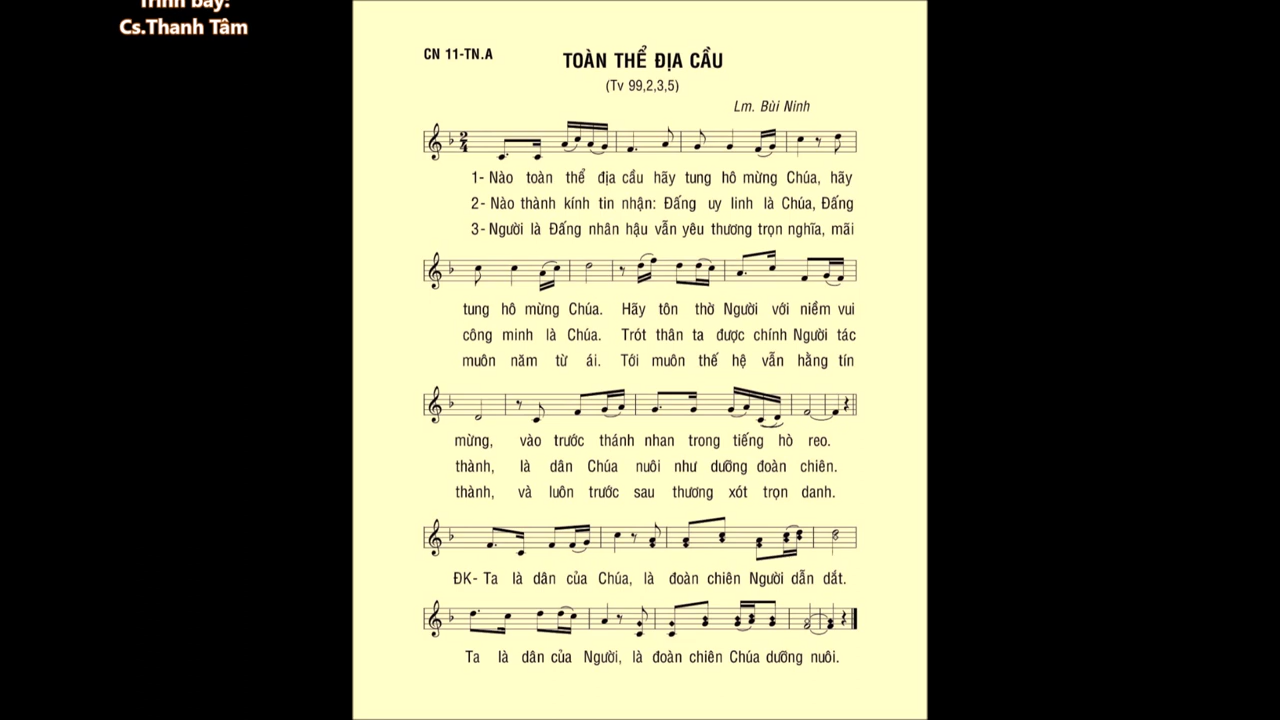 Trình bày:
Cs.Thanh Tâm
CN 11-TN.A
TOÀN THỂ ĐỊA CẦU
(Tv 99,2,3,5)
Lm. Bùi Ninh
2
4
1- Nào toàn thể địa cầu hãy tung hô mừng Chúa, hãy
2- Nào thành kính tin nhận: Đấng uy linh là Chúa, Đấng
3- Người là Đấng nhân hậu vẫn yêu thương trọn nghĩa, mãi
tung hô mừng Chúa. Hãy tôn thờ Người với niềm vui
công minh là Chúa. Trót thân ta được chính Người tác
muôn năm từ ái. Tới muôn thế hệ vẫn hằng tín
mừng, vào trước thánh nhan trong tiếng hò reo.
thành, là dân Chúa nuôi như dưỡng đoàn chiên.
thành, và luôn trước sau thương xót trọn danh.
ĐK- Ta là dân của Chúa, là đoàn chiên Người dẫn dắt.
Ta là dân của Người, là đoàn chiên Chúa dưỡng nuôi.